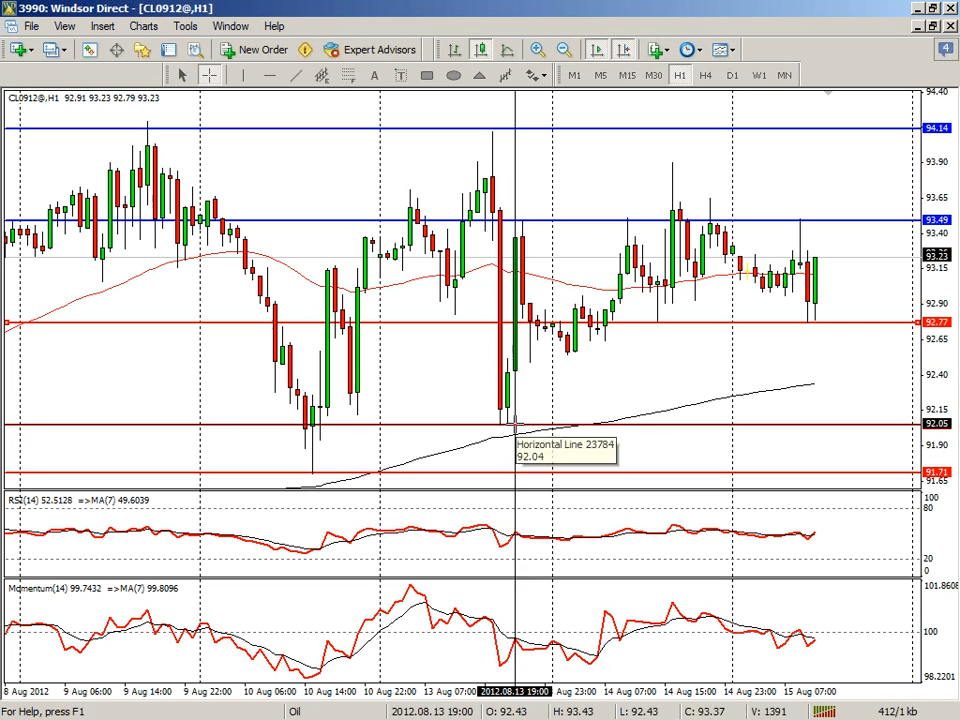 3990: Windsor Direct - [CL0912@,H1]
File View Insert Charts Tools Window Help
New Order Expert Advisors 4
A T M1 M5 M15 M30 H1 H4 D1 W1 MN
CL0912@,H1 92.91 93.23 92.79 93.23
94.40
94.14
93.90
93.65
93.49
93.40
93.23
93.15
92.90
92.77
92.65
92.40
92.15
92.05
Horizontal Line 23784
92.04
91.90
91.71
91.65
RSI(14) 52.5128 =>MA(7) 49.6039
100
80
20
0
Momentum(14) 99.7432 =>MA(7) 99.8096
101.8608
100
98.2201
8 Aug 2012 9 Aug 06:00 9 Aug 14:00 9 Aug 22:00 10 Aug 06:00 10 Aug 14:00 10 Aug 22:00 13 Aug 07:00 2012.08.13 19:00 Aug 23:00 14 Aug 07:00 14 Aug 15:00 14 Aug 23:00 15 Aug 07:00
For Help, press F1 Oil 2012.08.13 19:00 O: 92.43 H: 93.43 L: 92.43 C: 93.37 V: 1391 412/1 kb